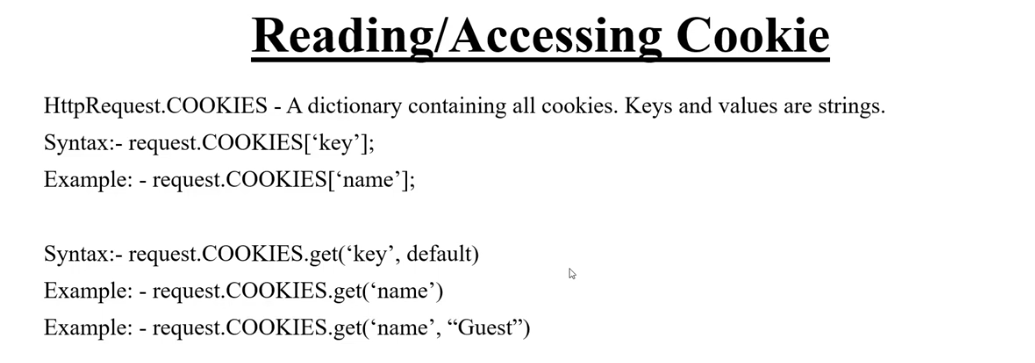 Reading/Accessing Cookie
HttpRequest.COOKIES - A dictionary containing all cookies. Keys and values are strings.
Syntax:- request.COOKIES[‘key’];
Example: - request.COOKIES[‘name’];
Syntax:- request.COOKIES.get(‘key’, default)
Example: - request.COOKIES.get(‘name’)
Example: - request.COOKIES.get(‘name’, “Guest”)